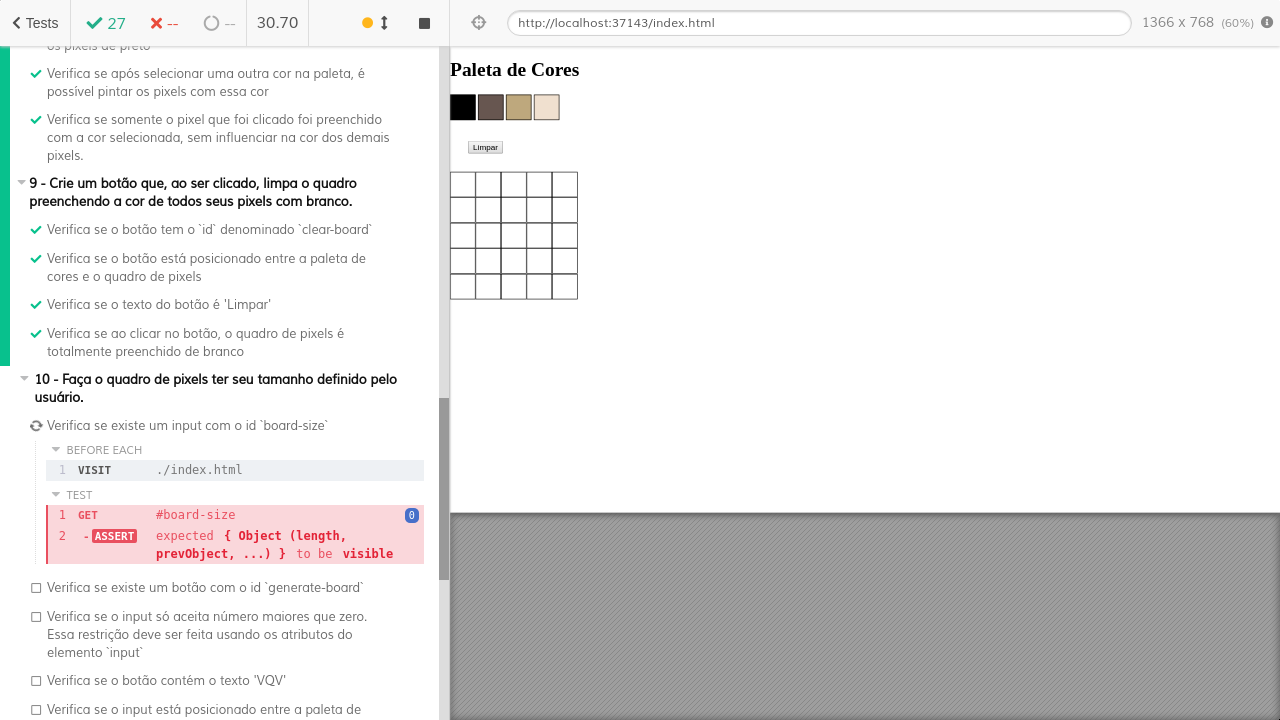 Tests
27
--
--
30.70
http://localhost:37143/index.html
1366 x 768 (60%)
os pixels de preto
Verifica se após selecionar uma outra cor na paleta, é
possível pintar os pixels com essa cor
Verifica se somente o pixel que foi clicado foi preenchido
com a cor selecionada, sem influenciar na cor dos demais
pixels.
9 - Crie um botão que, ao ser clicado, limpa o quadro
preenchendo a cor de todos seus pixels com branco.
Verifica se o botão tem o `id` denominado `clear-board`
Verifica se o botão está posicionado entre a paleta de
cores e o quadro de pixels
Verifica se o texto do botão é 'Limpar'
Verifica se ao clicar no botão, o quadro de pixels é
totalmente preenchido de branco
10 - Faça o quadro de pixels ter seu tamanho definido pelo
usuário.
Verifica se existe um input com o id `board-size`
BEFORE EACH
1 VISIT ./index.html
TEST
1 GET #board-size 0
2 -ASSERT expected { Object (length,
prevObject, ...) } to be visible
Verifica se existe um botão com o id `generate-board`
Verifica se o input só aceita número maiores que zero.
Essa restrição deve ser feita usando os atributos do
elemento `input`
Verifica se o botão contém o texto 'VQV'
Verifica se o input está posicionado entre a paleta de
Paleta de Cores
Limpar